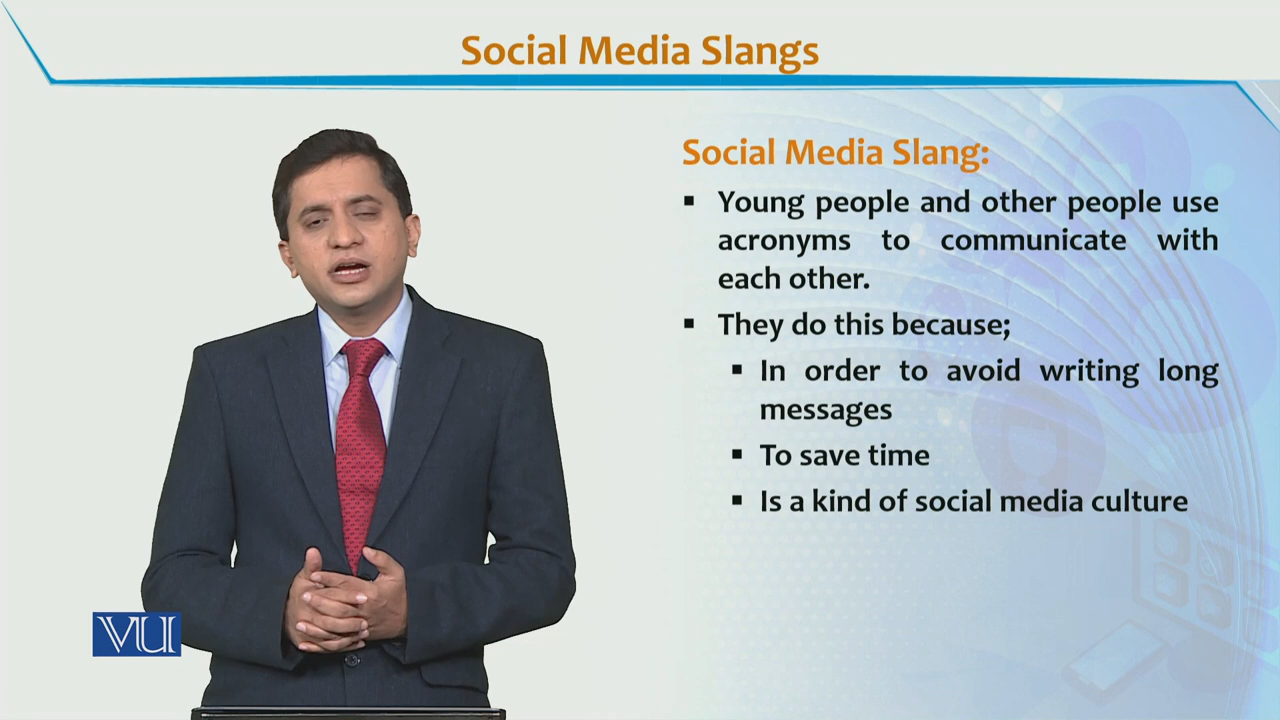 Social Media Slangs
Social Media Slang:
▪ Young people and other people use
acronyms to communicate with
each other.
▪ They do this because;
▪ In order to avoid writing long
messages
▪ To save time
▪ Is a kind of social media culture
VU